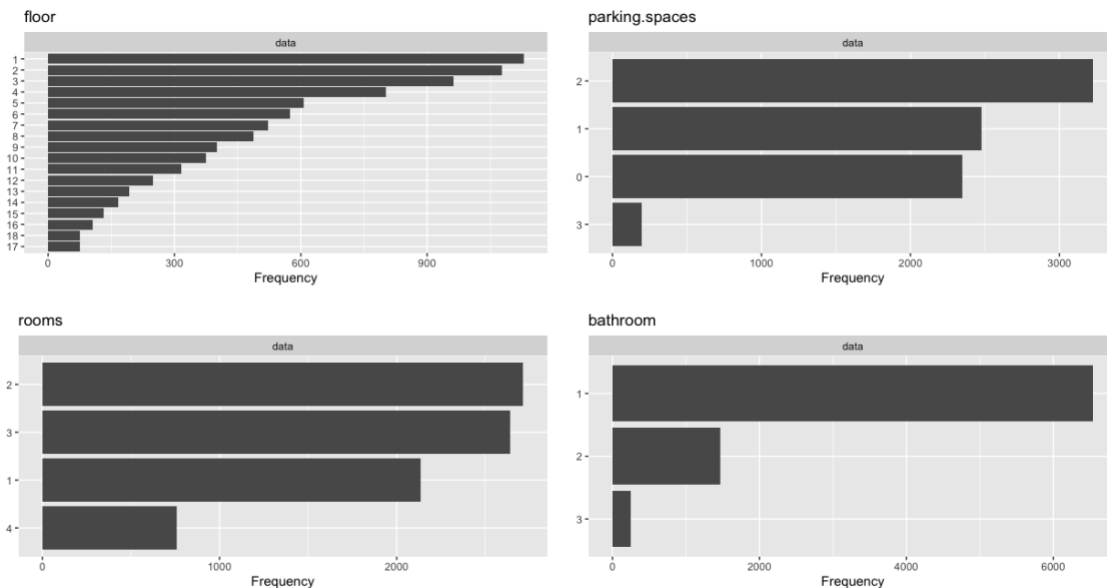 floor
data
1
2
3
4
5
6
7
8
9
10
11
12
13
14
15
16
18
17
0 300 600 900
Frequency
parking.spaces
data
2
1
0
3
0 1000 2000 3000
Frequency
rooms
data
2
3
1
4
0 1000 2000
Frequency
bathroom
data
1
2
3
0 2000 4000 6000
Frequency